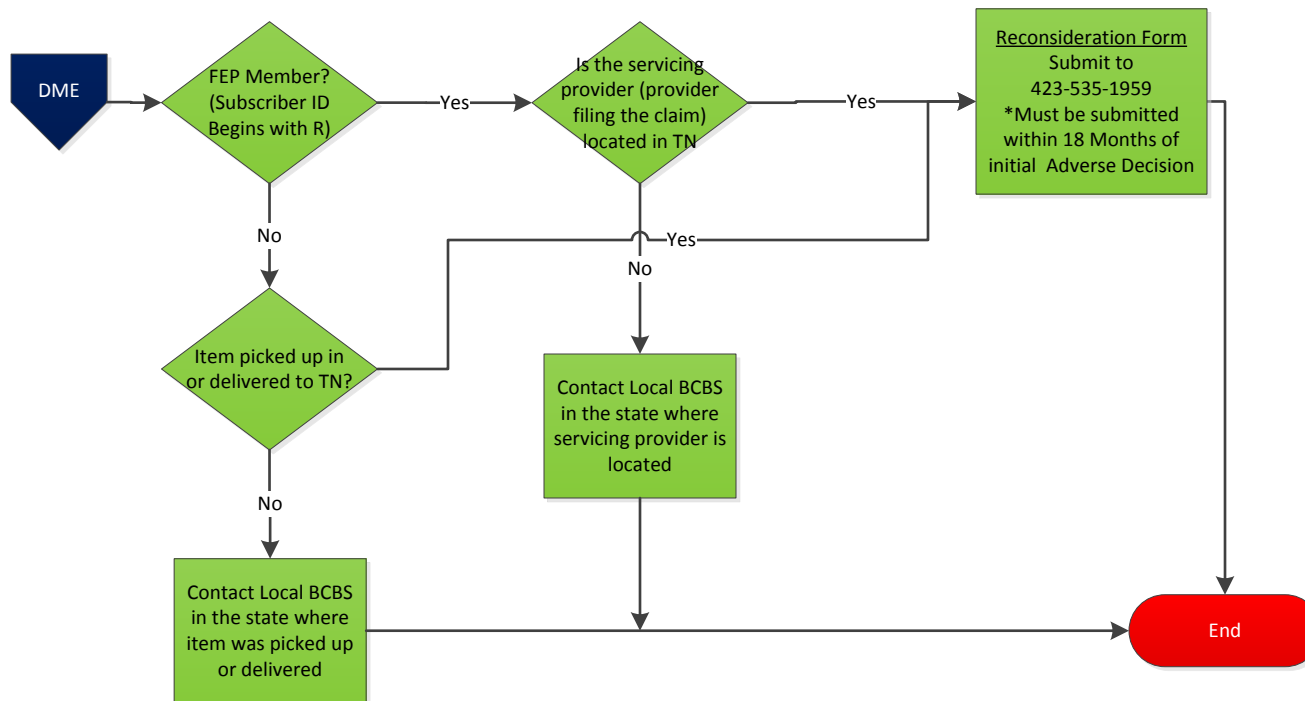 DME
FEP Member?
(Subscriber ID
Begins with R)
Yes
Is the servicing
provider (provider
filing the claim)
located in TN
Yes
Reconsideration Form
Submit to
423-535-1959
*Must be submitted
within 18 Months of
initial Adverse Decision
No
Yes
No
Item picked up in
or delivered to TN?
Contact Local BCBS
in the state where
servicing provider is
located
No
Contact Local BCBS
in the state where
item was picked up
or delivered
End